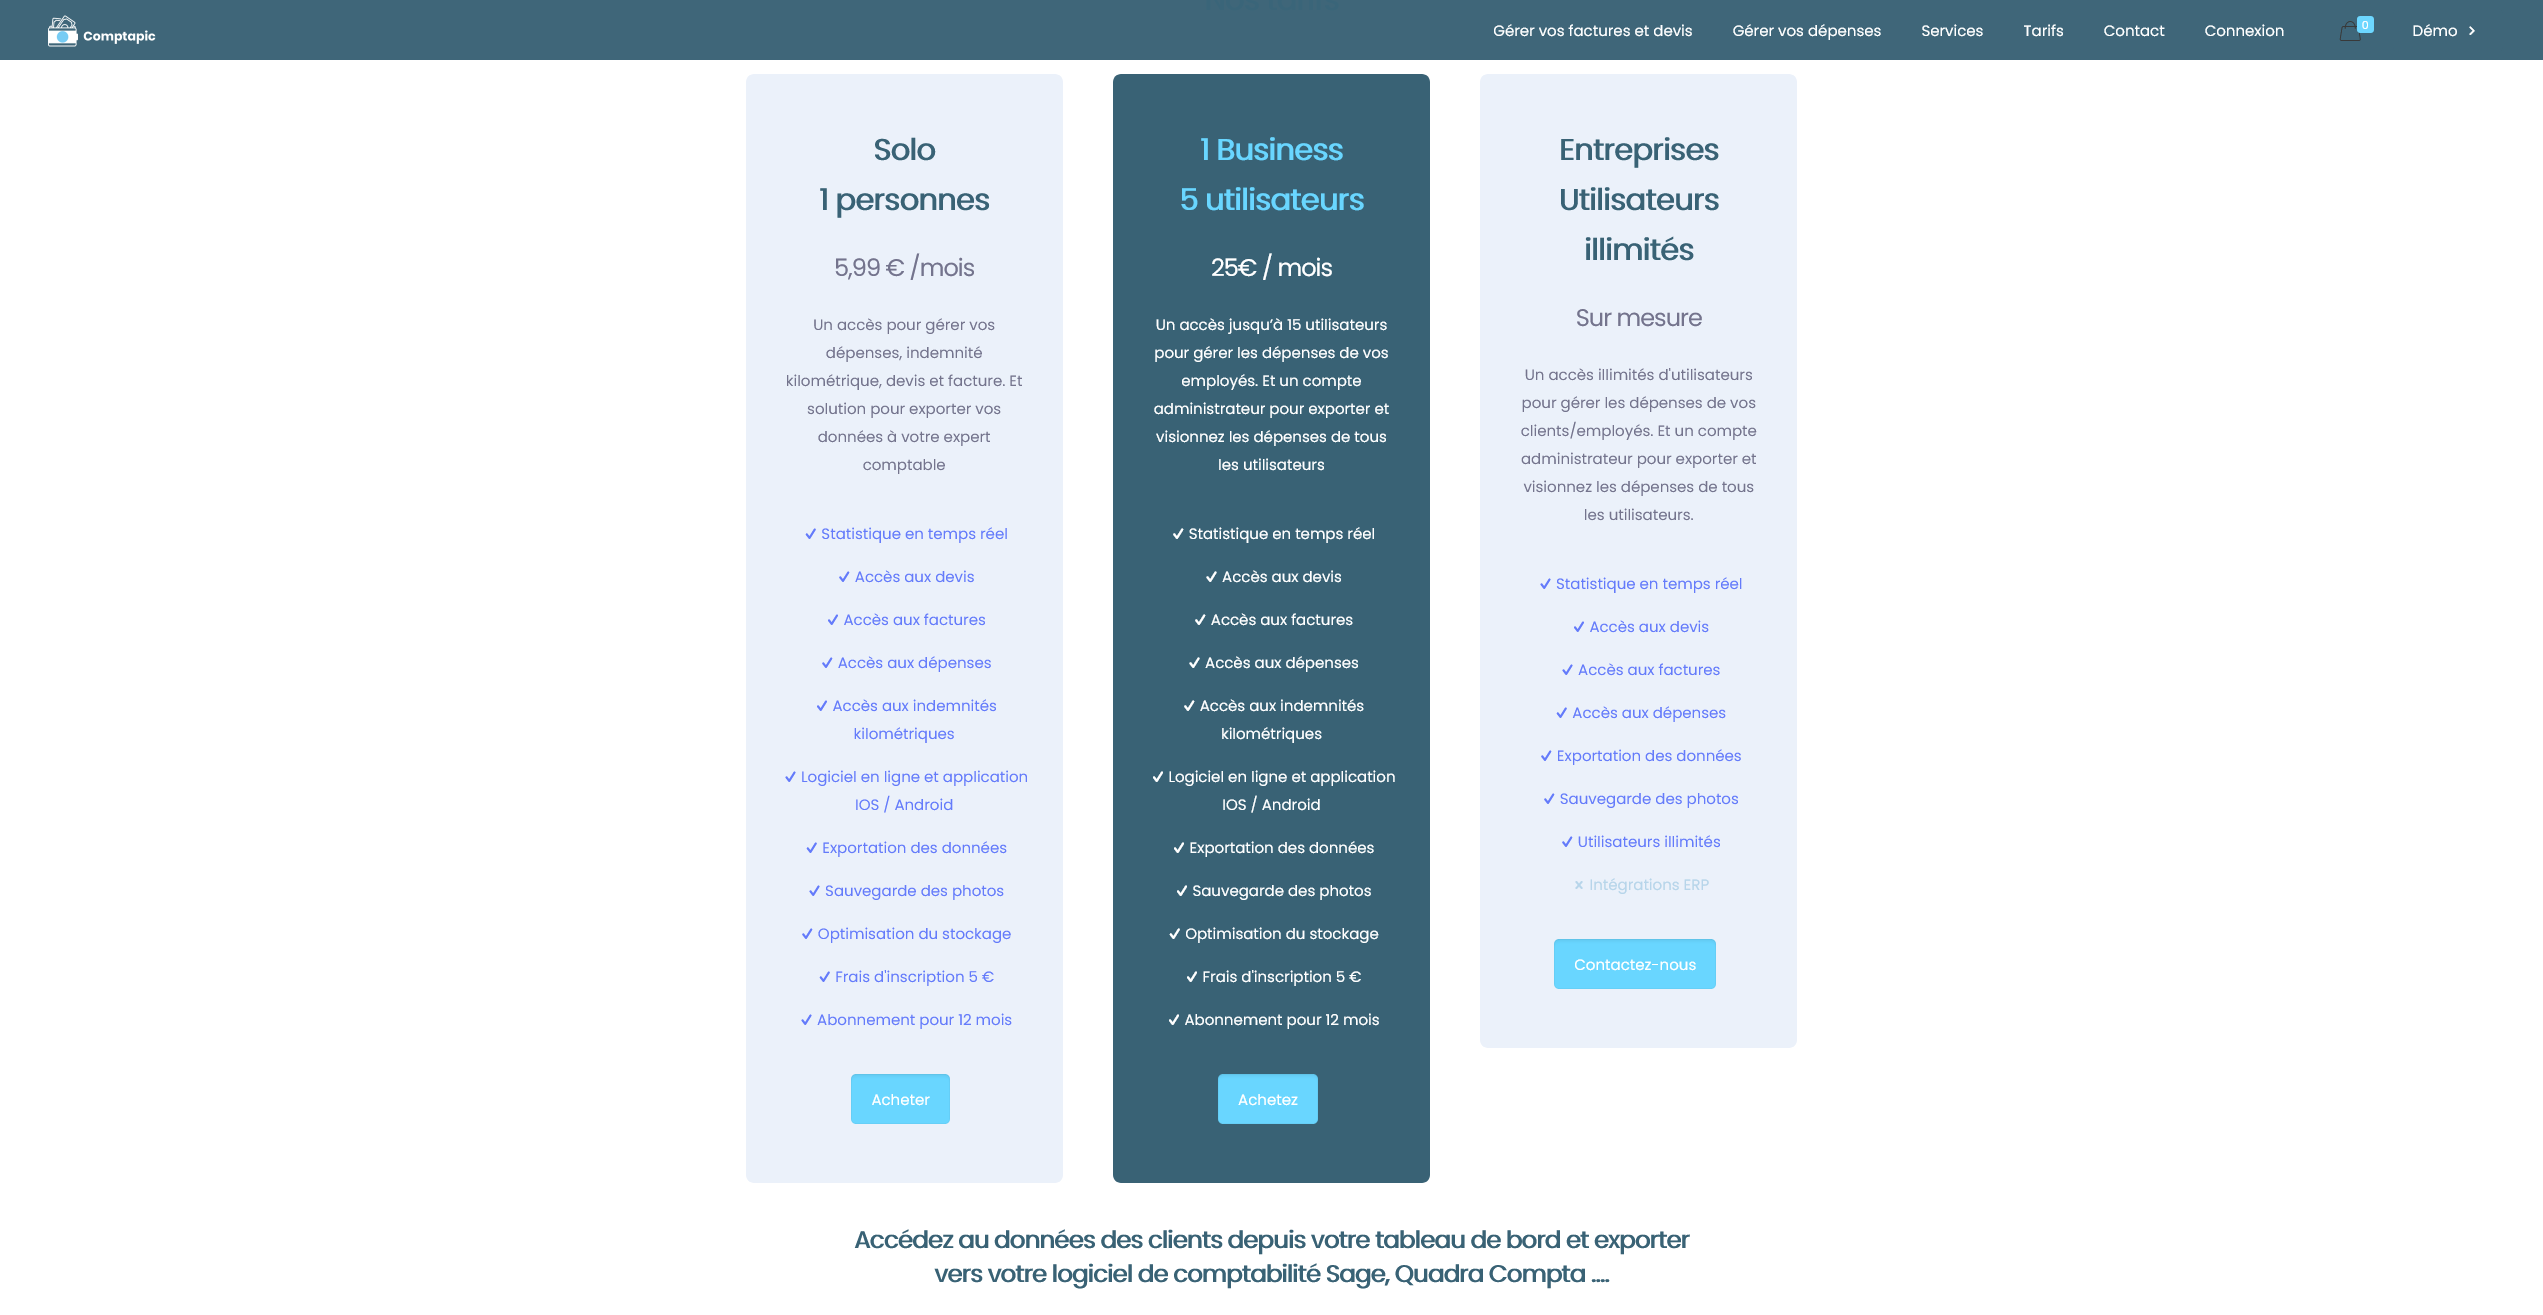 Nos tarifs
Comptapic
Gérer vos factures et devis
Gérer vos dépenses
Services
Tarifs
Contact
Connexion
0
Démo
Solo
1 personnes
5,99 € /mois
Un accès pour gérer vos
dépenses, indemnité
kilométrique, devis et facture. Et
solution pour exporter vos
données à votre expert
comptable
✓ Statistique en temps réel
✓ Accès aux devis
✓ Accès aux factures
✓ Accès aux dépenses
✓ Accès aux indemnités
kilométriques
✓ Logiciel en ligne et application
IOS / Android
✓ Exportation des données
✓ Sauvegarde des photos
✓ Optimisation du stockage
✓ Frais d'inscription 5 €
✓ Abonnement pour 12 mois
Acheter
1 Business
5 utilisateurs
25€ / mois
Un accès jusqu’à 15 utilisateurs
pour gérer les dépenses de vos
employés. Et un compte
administrateur pour exporter et
visionnez les dépenses de tous
les utilisateurs
✓ Statistique en temps réel
✓ Accès aux devis
✓ Accès aux factures
✓ Accès aux dépenses
✓ Accès aux indemnités
kilométriques
✓ Logiciel en ligne et application
IOS / Android
✓ Exportation des données
✓ Sauvegarde des photos
✓ Optimisation du stockage
✓ Frais d'inscription 5 €
✓ Abonnement pour 12 mois
Achetez
Entreprises
Utilisateurs
illimités
Sur mesure
Un accès illimités d'utilisateurs
pour gérer les dépenses de vos
clients/employés. Et un compte
administrateur pour exporter et
visionnez les dépenses de tous
les utilisateurs.
✓ Statistique en temps réel
✓ Accès aux devis
✓ Accès aux factures
✓ Accès aux dépenses
✓ Exportation des données
✓ Sauvegarde des photos
✓ Utilisateurs illimités
× Intégrations ERP
Contactez-nous
Accédez au données des clients depuis votre tableau de bord et exporter
vers votre logiciel de comptabilité Sage, Quadra Compta ....